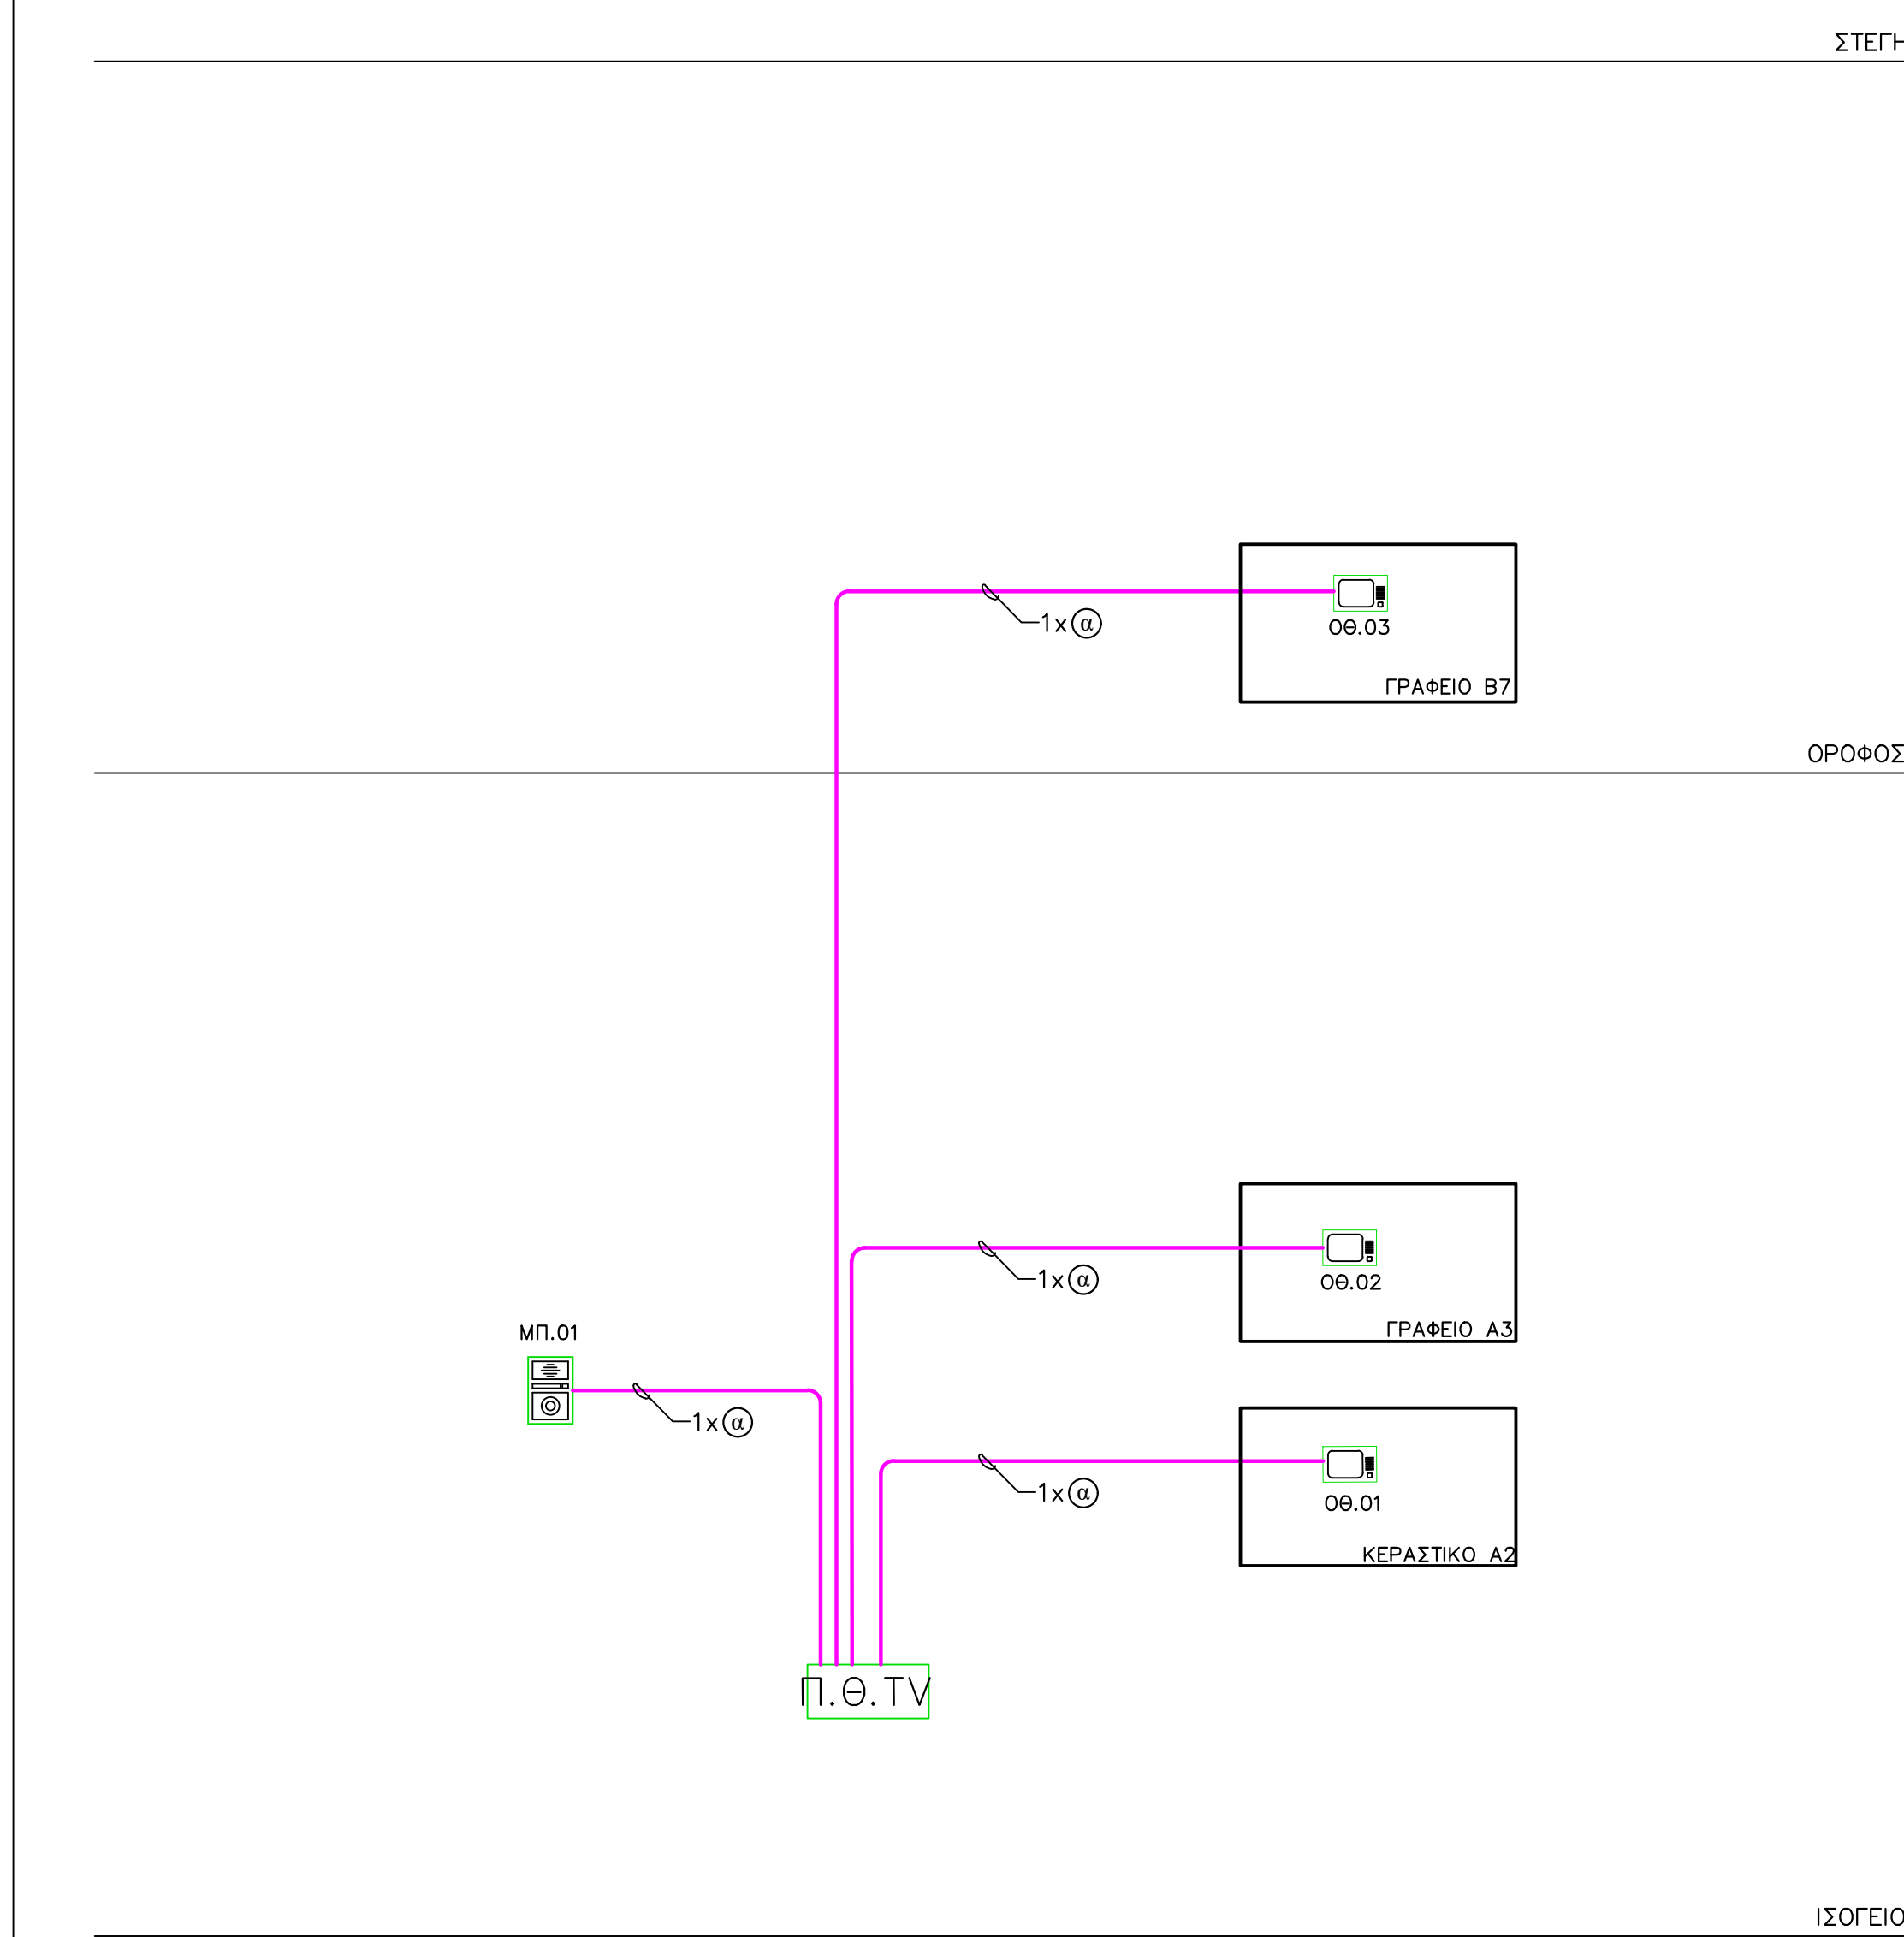 ΣΤΕΓΗ
1x α
ΟΘ.03
ΓΡΑΦΕΙΟ Β7
ΟΡΟΦΟΣ
1x α
ΟΘ.02
ΓΡΑΦΕΙΟ Α3
ΜΠ.01
1x α
1x α
ΟΘ.01
ΚΕΡΑΣΤΙΚΟ Α2
Π.Θ.TV
ΙΣΟΓΕΙΟ